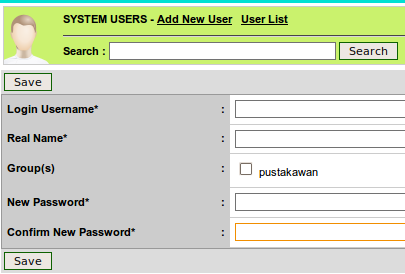 SYSTEM USERS - Add New User User List
Search : Search
Save
Login Username* :
Real Name* :
Group(s) : pustakawan
New Password* :
Confirm New Password* :
Save